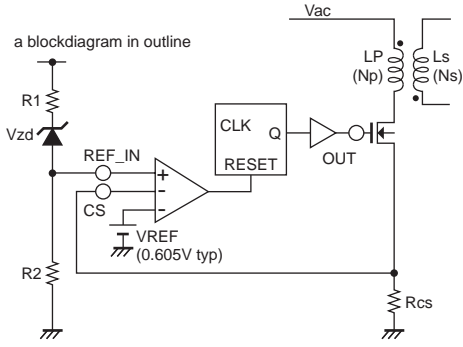 Vac
a blockdiagram in outline
LP
(Np)
Ls
(Ns)
R1
Vzd
CLK
Q
RESET
OUT
REF_IN
+
-
CS
-
VREF
(0.605V typ)
R2
Rcs